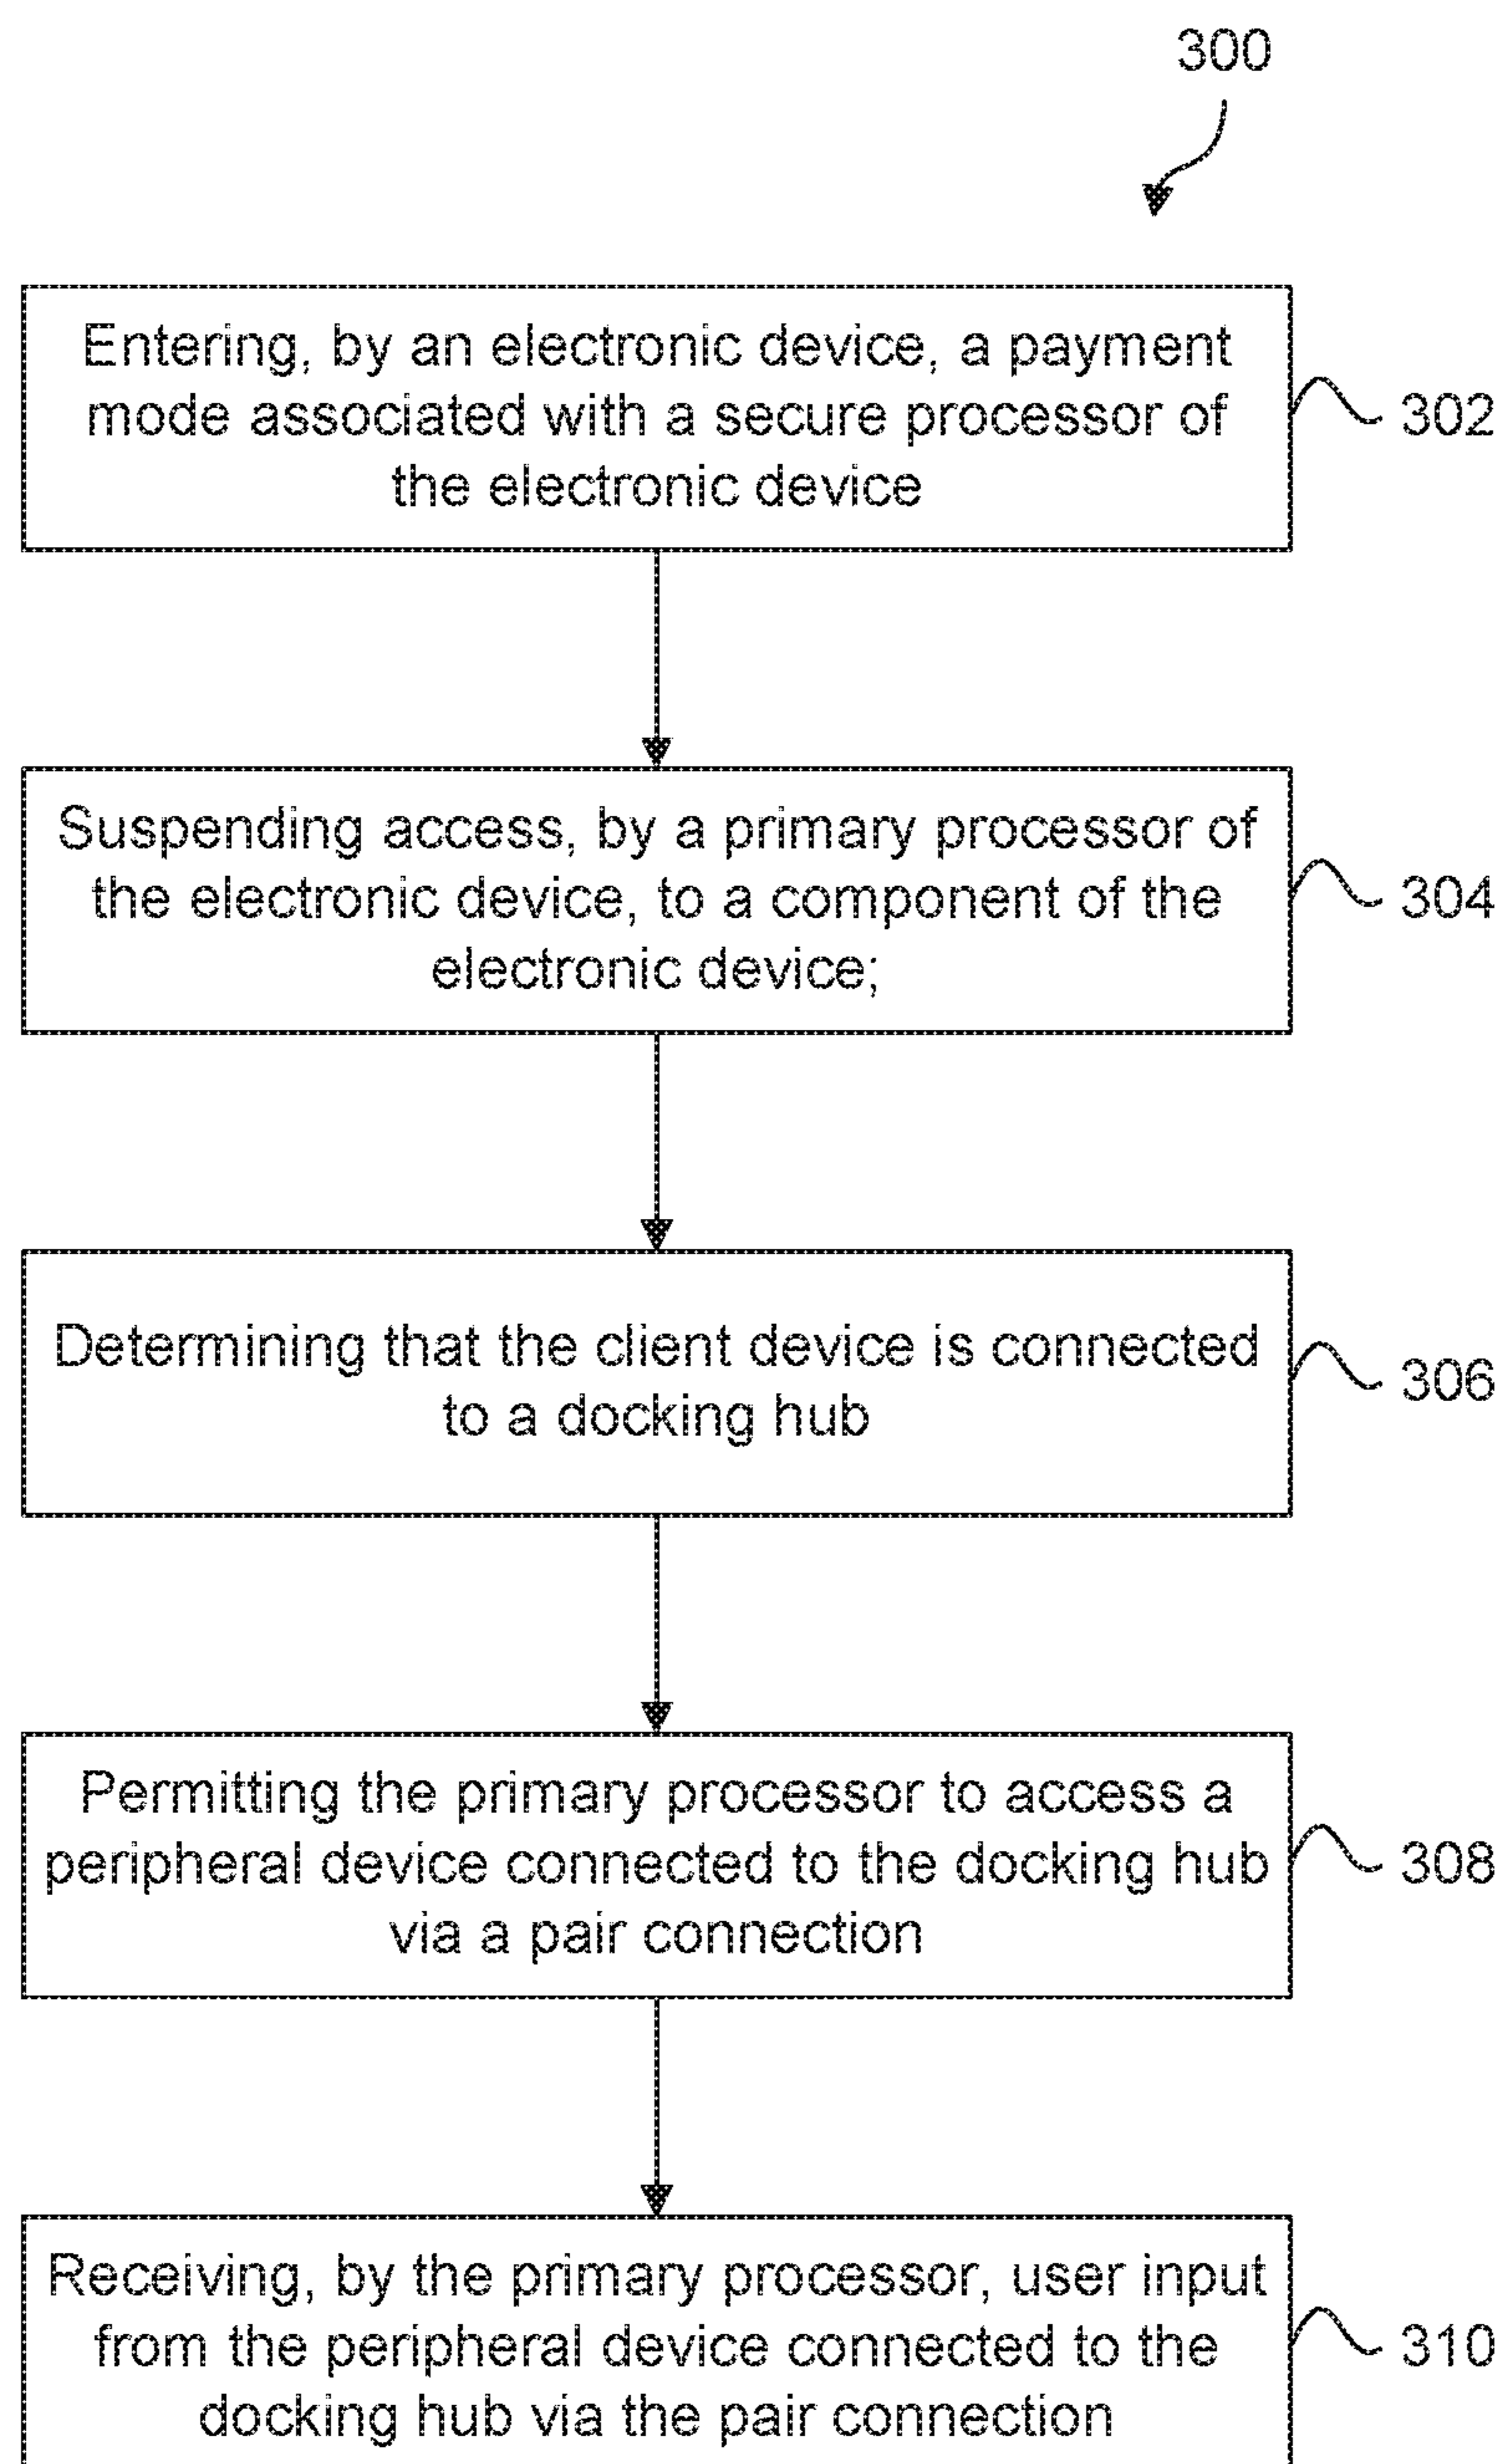 300
Entering, by an electronic device, a payment
mode associated with a secure processor of
the electronic device
302
Suspending access, by a primary processor of
the electronic device, to a component of the
electronic device;
304
Determining that the client device is connected
to a docking hub
306
Permitting the primary processor to access a
peripheral device connected to the docking hub
via a pair connection
308
Receiving, by the primary processor, user input
from the peripheral device connected to the
docking hub via the pair connection
310